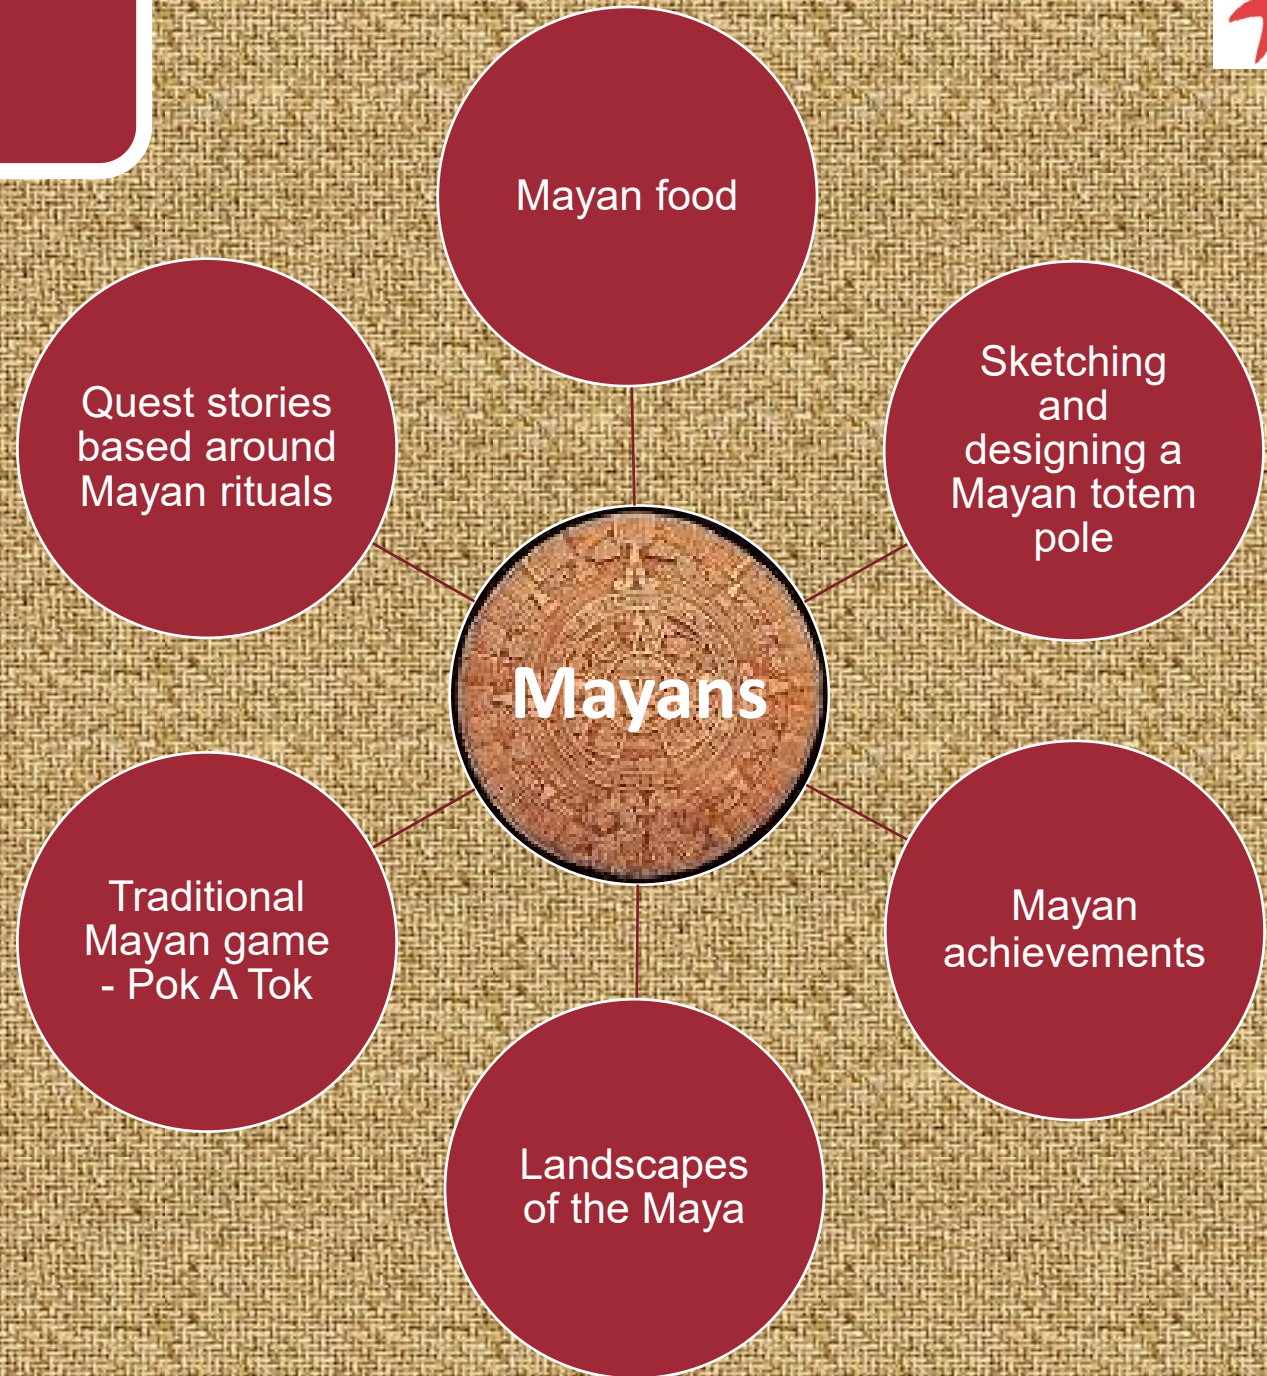 Mayan food
Sketching
and
designing a
Mayan totem
pole
Quest stories
based around
Mayan rituals
Mayans
Traditional
Mayan game
- Pok A Tok
Mayan
achievements
Landscapes
of the Maya